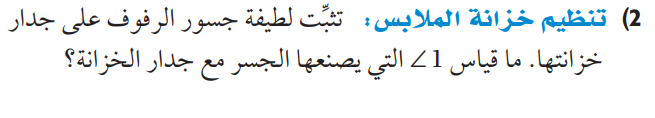 2) تنظيم خزانة الملابس: تثبِّت لطيفة جسور الرفوف على جدار
خزانتها. ما قياس 1∠ التي يصنعها الجسر مع جدار الخزانة؟